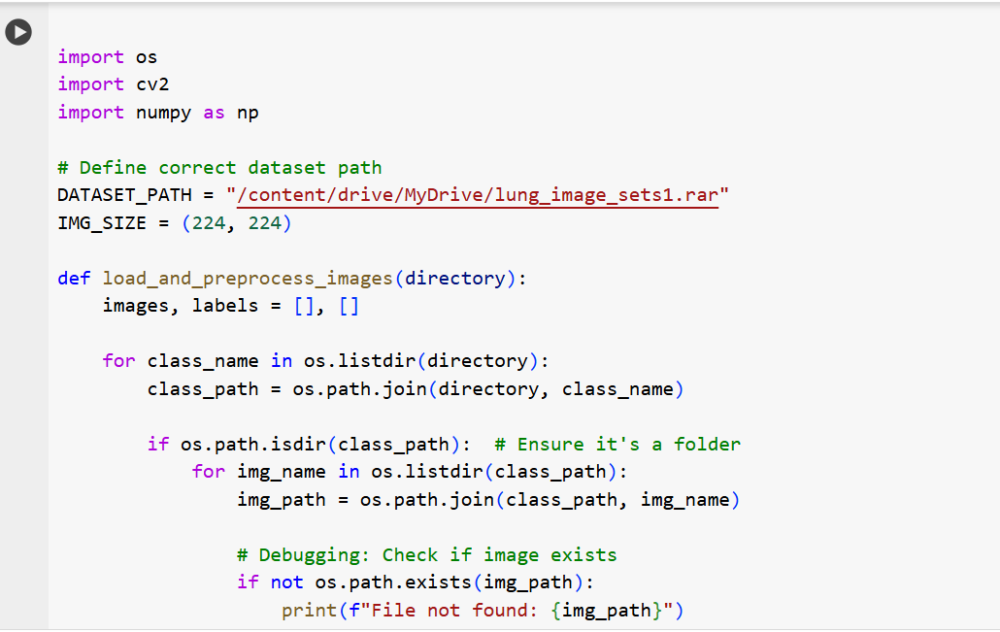 import os
import cv2
import numpy as np
# Define correct dataset path
DATASET_PATH = "/content/drive/MyDrive/lung_image_sets1.rar"
IMG_SIZE = (224, 224)
def load_and_preprocess_images(directory):
    images, labels = [], []
    for class_name in os.listdir(directory):
        class_path = os.path.join(directory, class_name)
        if os.path.isdir(class_path):  # Ensure it's a folder
            for img_name in os.listdir(class_path):
                img_path = os.path.join(class_path, img_name)
                # Debugging: Check if image exists
                if not os.path.exists(img_path):
                    print(f"File not found: {img_path}")